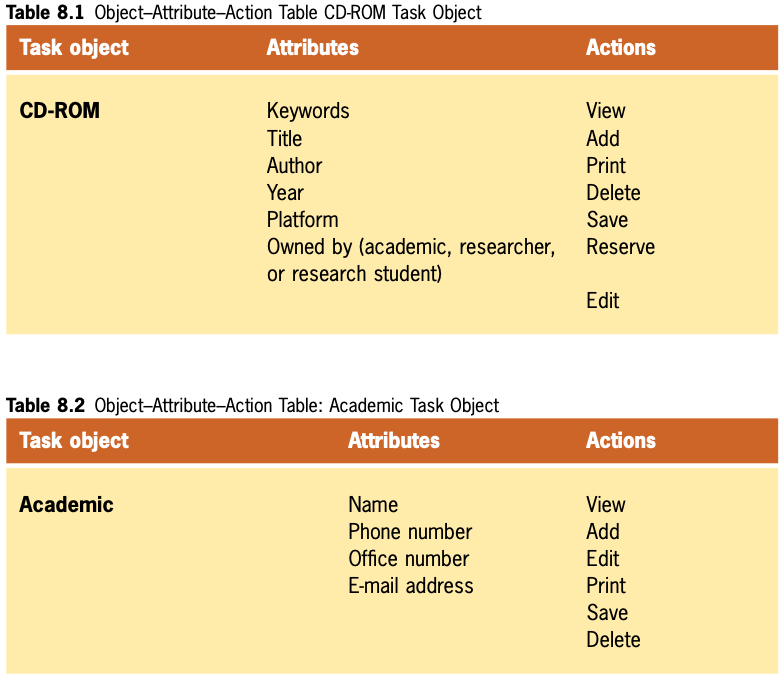 Table 8.1 Object–Attribute–Action Table CD-ROM Task Object
Task object Attributes Actions
CD-ROM Keywords View
Title Add
Author Print
Year Delete
Platform Save
Owned by (academic, researcher, Reserve
or research student)
Edit
Table 8.2 Object–Attribute–Action Table: Academic Task Object
Task object Attributes Actions
Academic Name View
Phone number Add
Office number Edit
E-mail address Print
Save
Delete